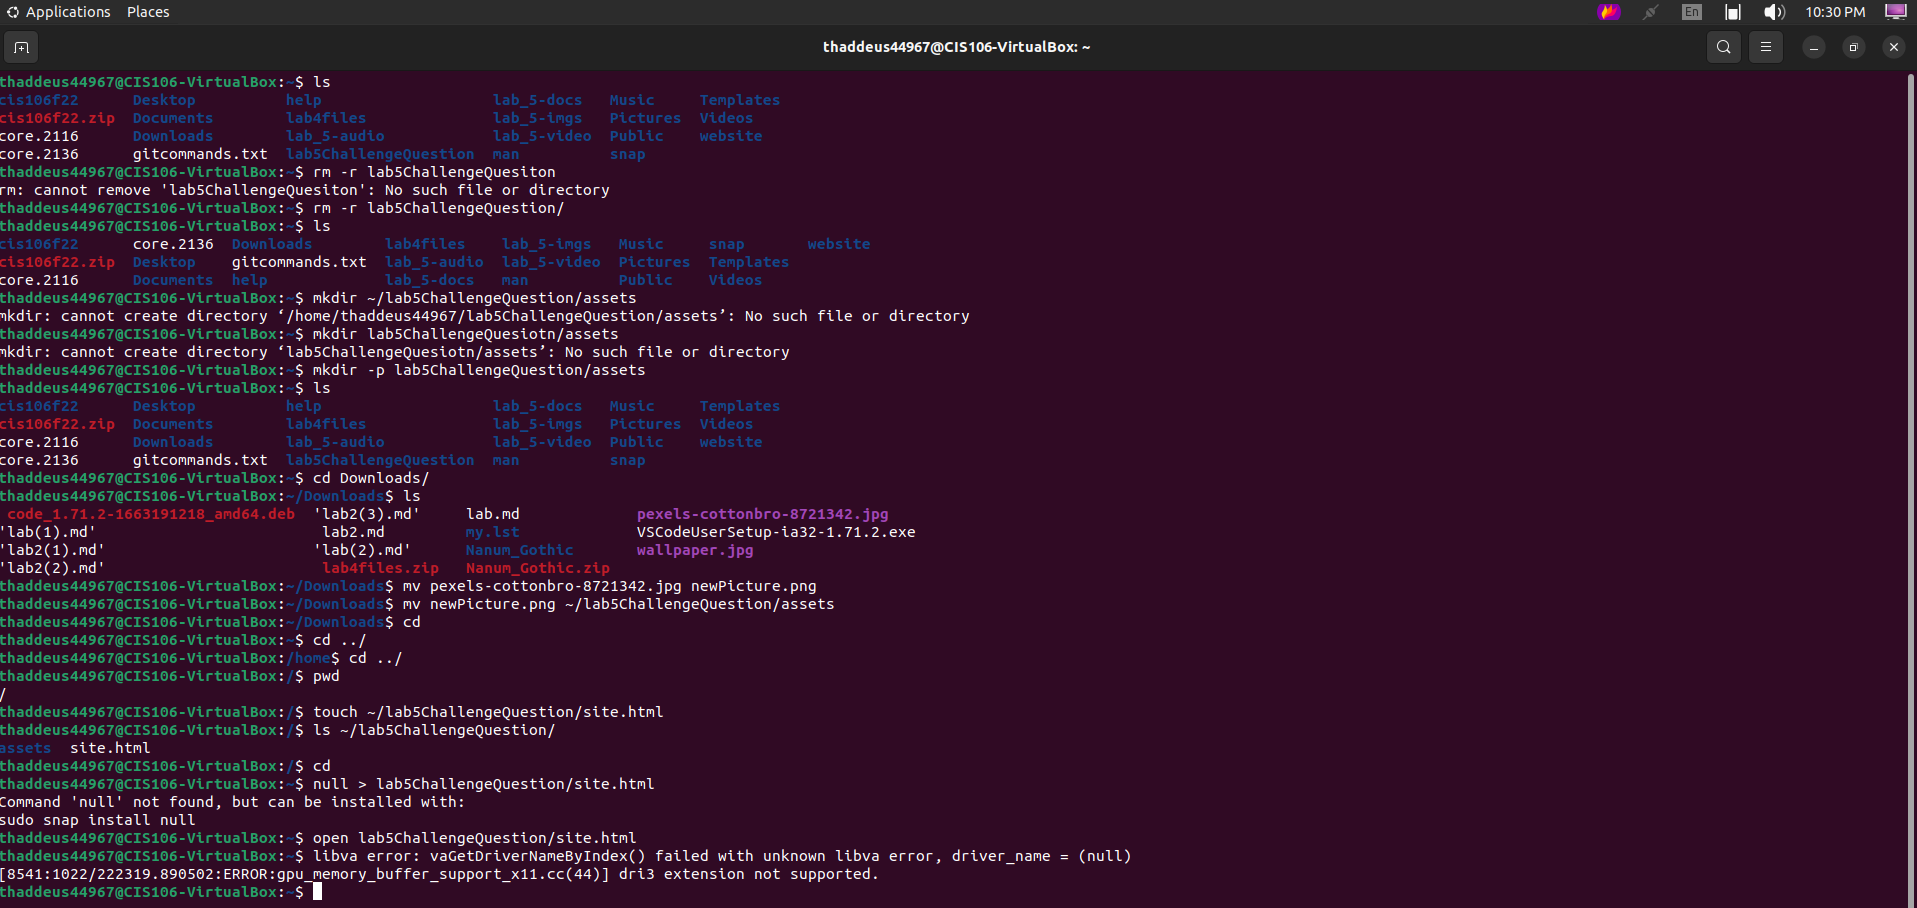 Applications Places En 10:30 PM
thaddeus44967@CIS106-VirtualBox: ~
thaddeus44967@CIS106-VirtualBox:~$ ls
cis106f22 Desktop help lab_5-docs Music Templates
cis106f22.zip Documents lab4files lab_5-imgs Pictures Videos
core.2116 Downloads lab_5-audio lab_5-video Public website
core.2136 gitcommands.txt lab5ChallengeQuestion man snap
thaddeus44967@CIS106-VirtualBox:~$ rm -r lab5ChallengeQuesiton
rm: cannot remove 'lab5ChallengeQuesiton': No such file or directory
thaddeus44967@CIS106-VirtualBox:~$ rm -r lab5ChallengeQuestion/
thaddeus44967@CIS106-VirtualBox:~$ ls
cis106f22 core.2136 Downloads lab4files lab_5-imgs Music snap website
cis106f22.zip Desktop gitcommands.txt lab_5-audio lab_5-video Pictures Templates
core.2116 Documents help lab_5-docs man Public Videos
thaddeus44967@CIS106-VirtualBox:~$ mkdir ~/lab5ChallengeQuestion/assets
mkdir: cannot create directory ‘/home/thaddeus44967/lab5ChallengeQuestion/assets’: No such file or directory
thaddeus44967@CIS106-VirtualBox:~$ mkdir lab5ChallengeQuesiotn/assets
mkdir: cannot create directory ‘lab5ChallengeQuesiotn/assets’: No such file or directory
thaddeus44967@CIS106-VirtualBox:~$ mkdir -p lab5ChallengeQuestion/assets
thaddeus44967@CIS106-VirtualBox:~$ ls
cis106f22 Desktop help lab_5-docs Music Templates
cis106f22.zip Documents lab4files lab_5-imgs Pictures Videos
core.2116 Downloads lab_5-audio lab_5-video Public website
core.2136 gitcommands.txt lab5ChallengeQuestion man snap
thaddeus44967@CIS106-VirtualBox:~$ cd Downloads/
thaddeus44967@CIS106-VirtualBox:~/Downloads$ ls
code_1.71.2-1663191218_amd64.deb 'lab2(3).md' lab.md pexels-cottonbro-8721342.jpg
'lab(1).md' lab2.md my.lst VSCodeUserSetup-ia32-1.71.2.exe
'lab2(1).md' 'lab(2).md' Nanum_Gothic wallpaper.jpg
'lab2(2).md' lab4files.zip Nanum_Gothic.zip
thaddeus44967@CIS106-VirtualBox:~/Downloads$ mv pexels-cottonbro-8721342.jpg newPicture.png
thaddeus44967@CIS106-VirtualBox:~/Downloads$ mv newPicture.png ~/lab5ChallengeQuestion/assets
thaddeus44967@CIS106-VirtualBox:~/Downloads$ cd
thaddeus44967@CIS106-VirtualBox:~$ cd ../
thaddeus44967@CIS106-VirtualBox:/home$ cd ../
thaddeus44967@CIS106-VirtualBox:/$ pwd
/
thaddeus44967@CIS106-VirtualBox:/$ touch ~/lab5ChallengeQuestion/site.html
thaddeus44967@CIS106-VirtualBox:/$ ls ~/lab5ChallengeQuestion/
assets site.html
thaddeus44967@CIS106-VirtualBox:/$ cd
thaddeus44967@CIS106-VirtualBox:~$ null > lab5ChallengeQuestion/site.html
Command 'null' not found, but can be installed with:
sudo snap install null
thaddeus44967@CIS106-VirtualBox:~$ open lab5ChallengeQuestion/site.html
thaddeus44967@CIS106-VirtualBox:~$ libva error: vaGetDriverNameByIndex() failed with unknown libva error, driver_name = (null)
[8541:1022/222319.890502:ERROR:gpu_memory_buffer_support_x11.cc(44)] dri3 extension not supported.
thaddeus44967@CIS106-VirtualBox:~$